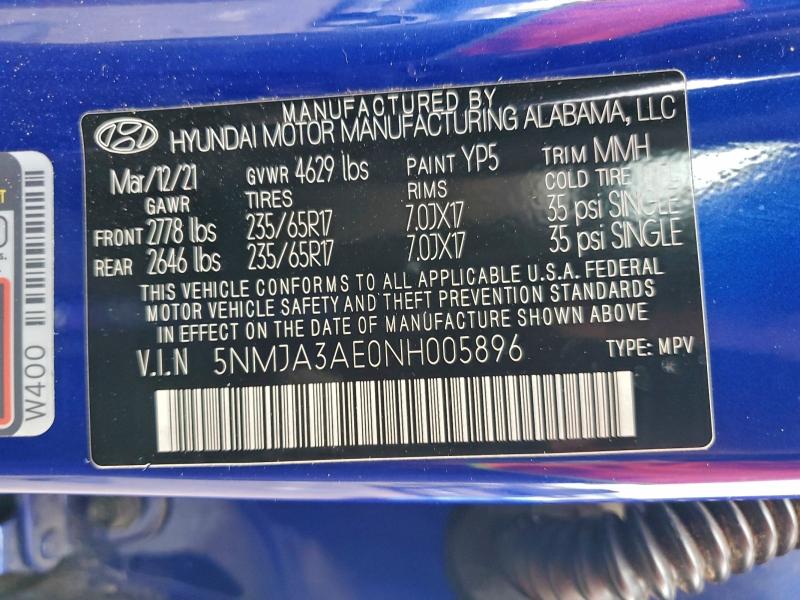 MANUFACTURED BY
HYUNDAI MOTOR MANUFACTURING ALABAMA, LLC
Mar/12/21 GVWR 4629 lbs PAINT YP5 TRIM MMH
GAWR TIRES RIMS COLD TIRE
FRONT 2778 lbs 235/65R17 7.0JX17 35 psi SINGLE
REAR 2646 lbs 235/65R17 7.0JX17 35 psi SINGLE
THIS VEHICLE CONFORMS TO ALL APPLICABLE U.S.A. FEDERAL
MOTOR VEHICLE SAFETY AND THEFT PREVENTION STANDARDS
IN EFFECT ON THE DATE OF MANUFACTURE SHOWN ABOVE
V.I.N 5NMJA3AE0NH005896 TYPE: MPV
W400